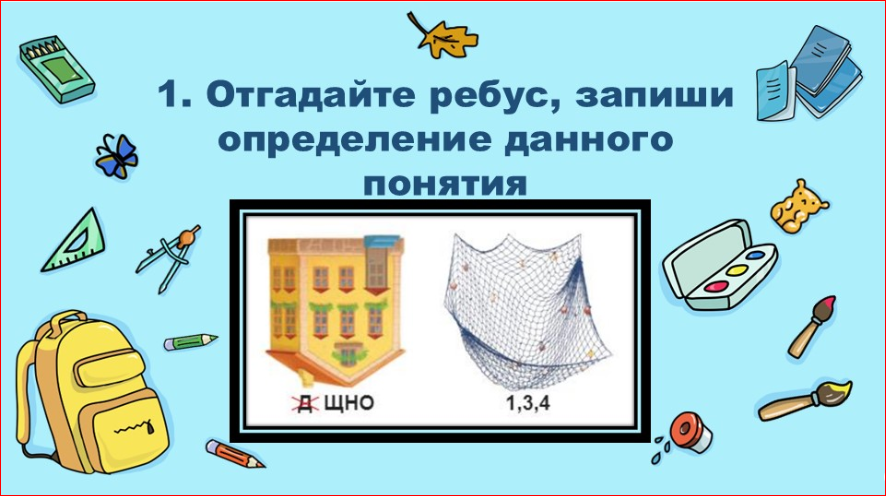 1. Отгадайте ребус, запиши
определение данного
понятия
Д ЩНО
1,3,4